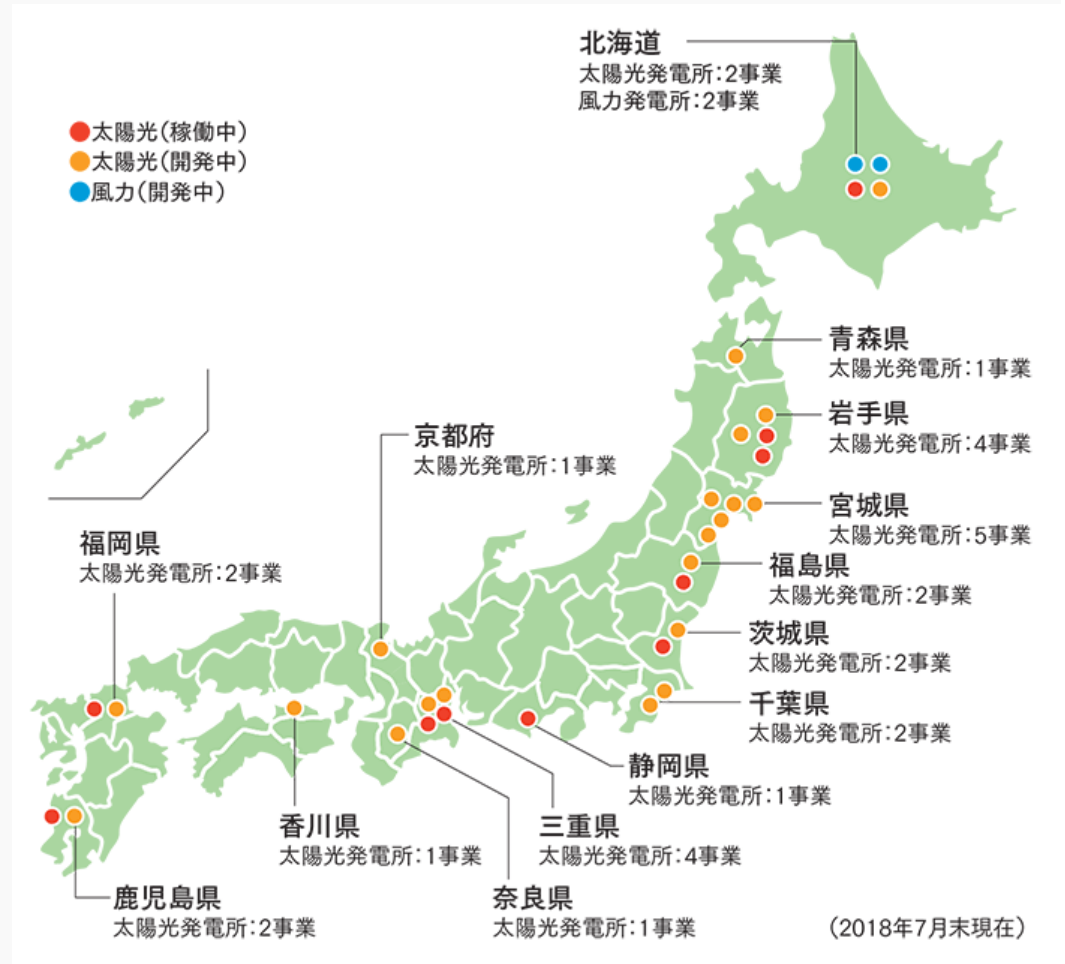 北海道
太陽光発電所：2事業
風力発電所：2事業
太陽光（稼働中）
太陽光（開発中）
風力（開発中）
青森県
太陽光発電所：1事業
岩手県
太陽光発電所：4事業
京都府
太陽光発電所：1事業
宮城県
太陽光発電所：5事業
福岡県
太陽光発電所：2事業
福島県
太陽光発電所：2事業
茨城県
太陽光発電所：2事業
千葉県
太陽光発電所：2事業
静岡県
太陽光発電所：1事業
香川県
太陽光発電所：1事業
三重県
太陽光発電所：4事業
鹿児島県
太陽光発電所：2事業
奈良県
太陽光発電所：1事業
（2018年7月末現在）